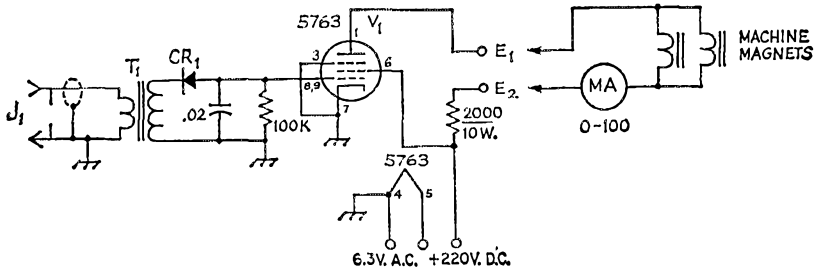 5763
V1
1
3
6
8,9
7
J1
T1
CR1
.02
100K
E1
E2
MACHINE
MAGNETS
MA
0-100
2000
10W.
5763
4
5
6.3V. A.C.
+220V. D.C.